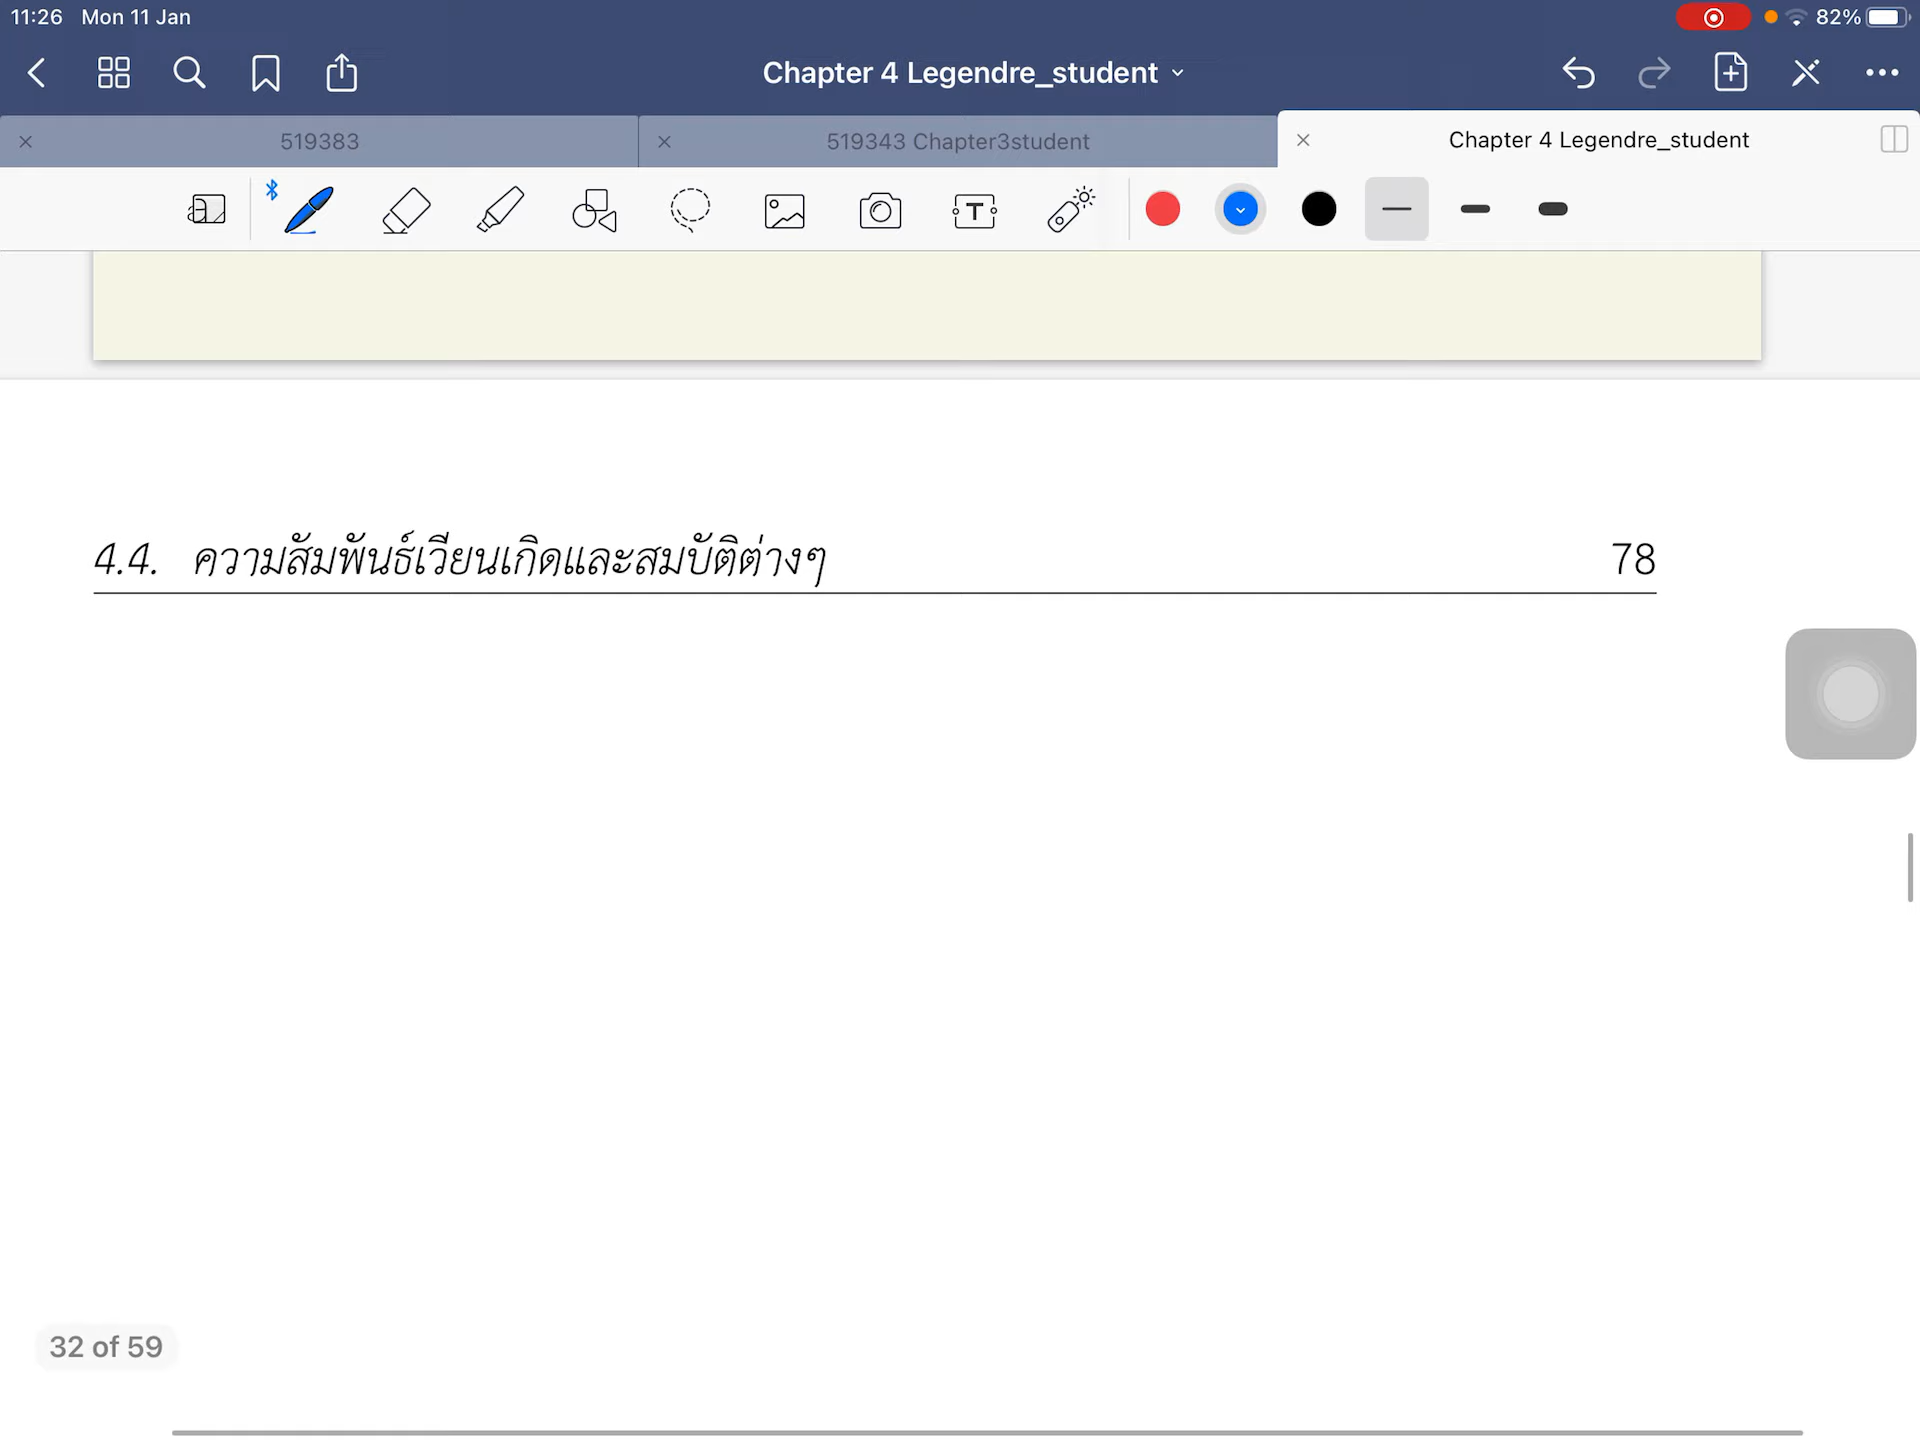 11:26 Mon 11 Jan
82%
Chapter 4 Legendre_student
519383
519343 Chapter3student
Chapter 4 Legendre_student
4.4. ความสัมพันธ์เวียนเกิดและสมบัติต่างๆ 78
32 of 59